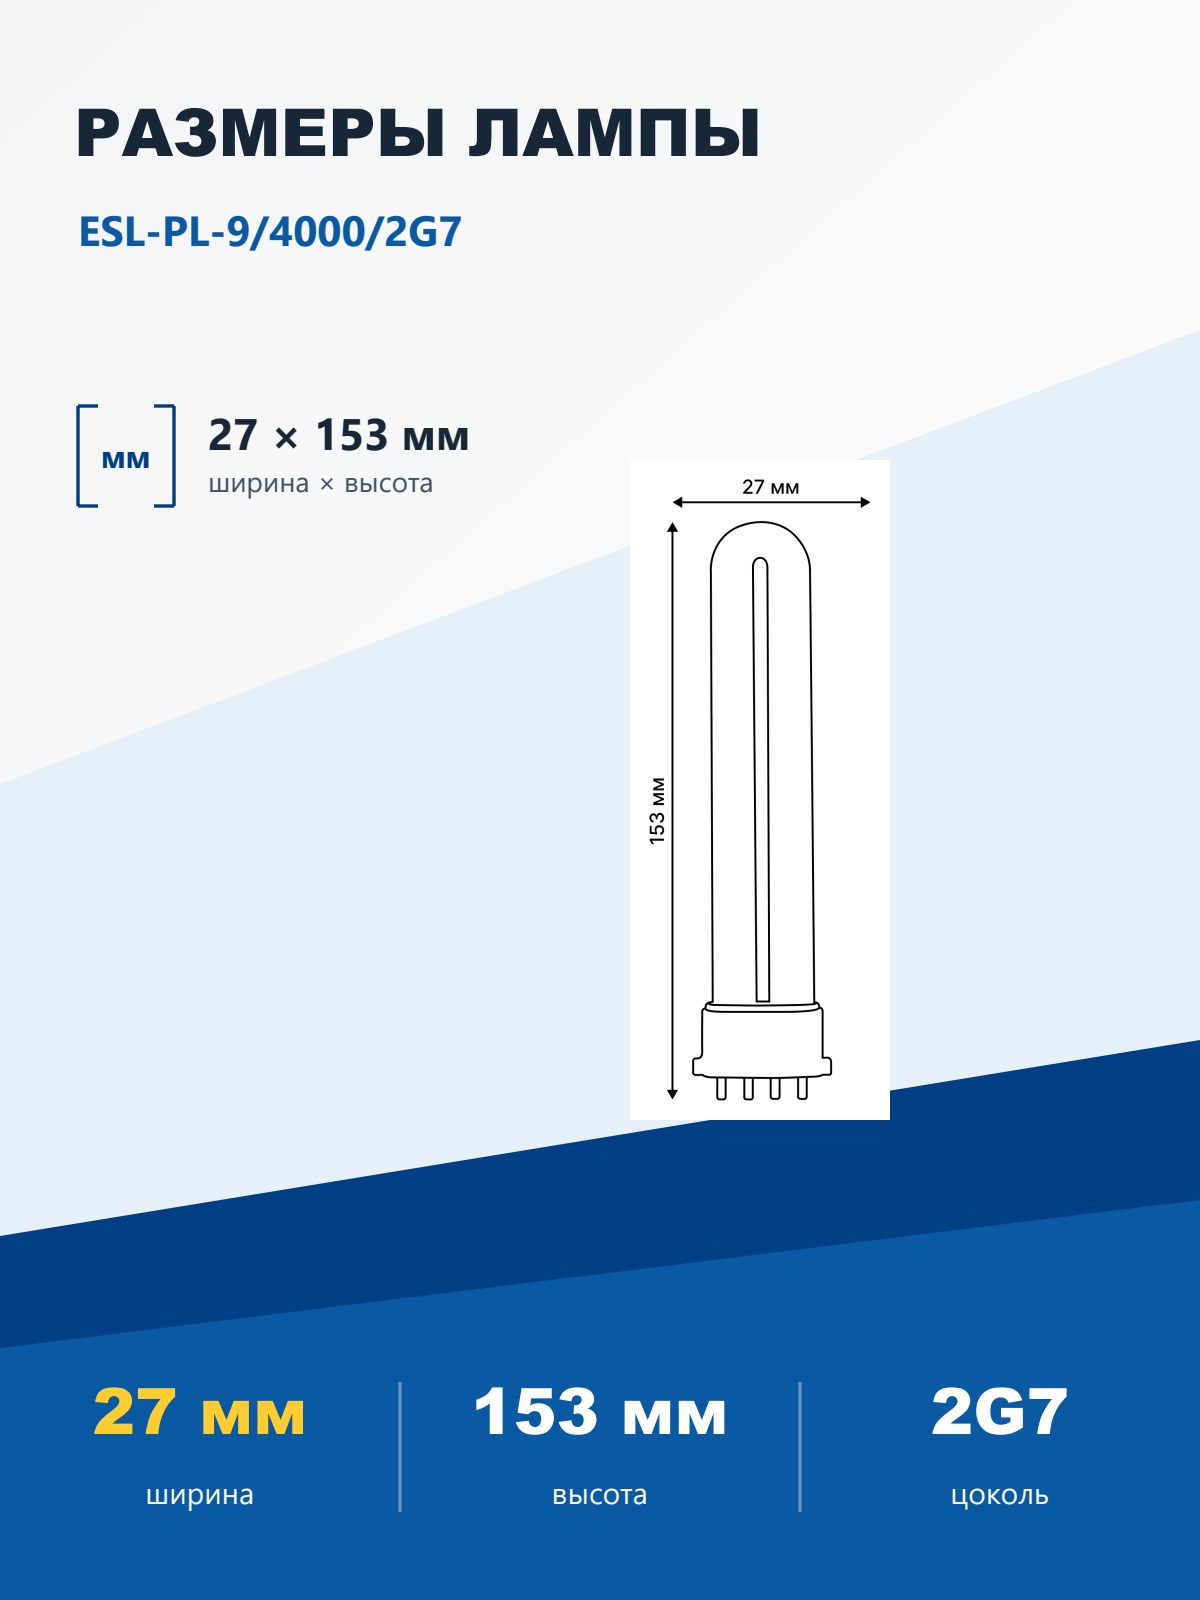 РАЗМЕРЫ ЛАМПЫ
ESL-PL-9/4000/2G7
мм
27 × 153 мм
ширина × высота
27 мм
153 мм
27 мм
ширина
153 мм
высота
2G7
цоколь